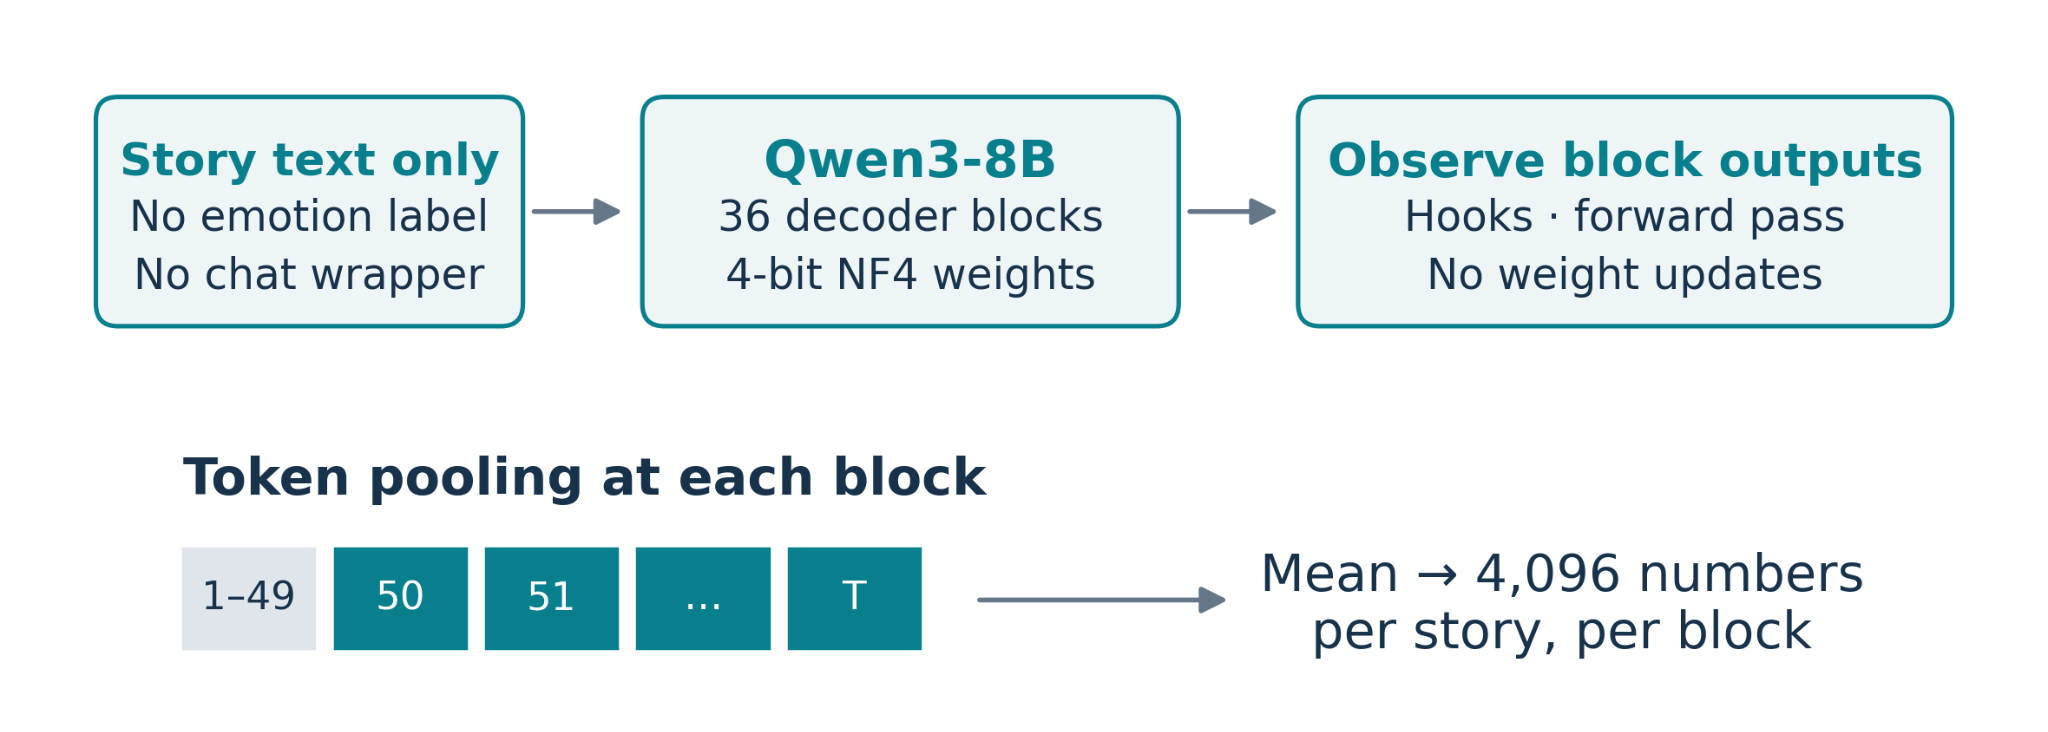 Story text only
No emotion label
No chat wrapper
Qwen3-8B
36 decoder blocks
4-bit NF4 weights
Observe block outputs
Hooks · forward pass
No weight updates
Token pooling at each block
1–49 50 51 ... T
Mean → 4,096 numbers
per story, per block